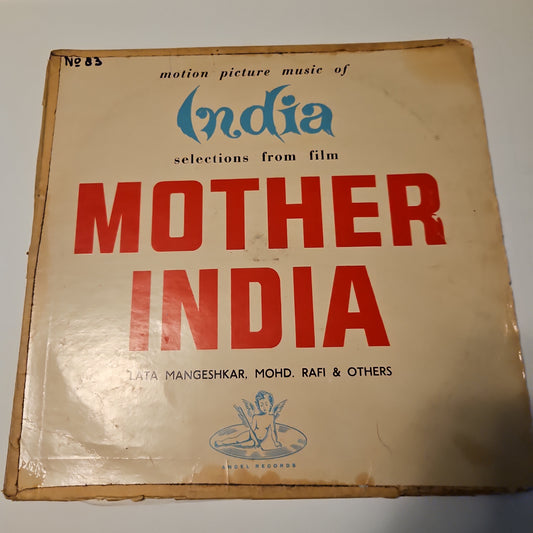 No 83
motion picture music of
India
selections from film
MOTHER
INDIA
LATA MANGESHKAR, MOHD. RAFI & OTHERS
ANGEL RECORDS